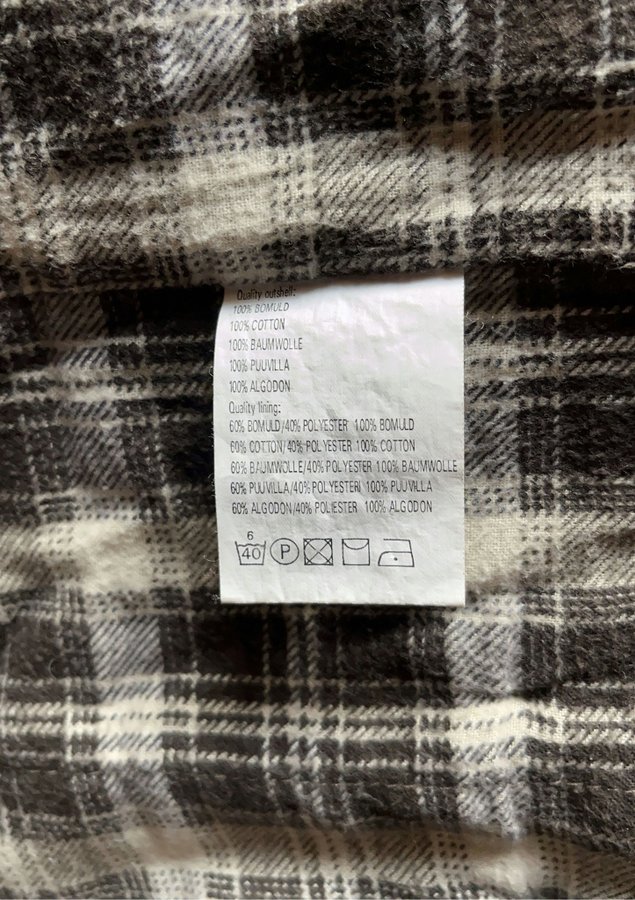 Quality outshell:
100% BOMULD
100% COTTON
100% BAUMWOLLE
100% PUUVILLA
100% ALGODON
Quality lining:
60% BOMULD/40% POLYESTER 100% BOMULD
60% COTTON/40% POLYESTER 100% COTTON
60% BAUMWOLLE/40% POLYESTER 100% BAUMWOLLE
60% PUUVILLA/40% POLYESTERI 100% PUUVILLA
60% ALGODON/40% POLIESTER 100% ALGODON
6
40 P